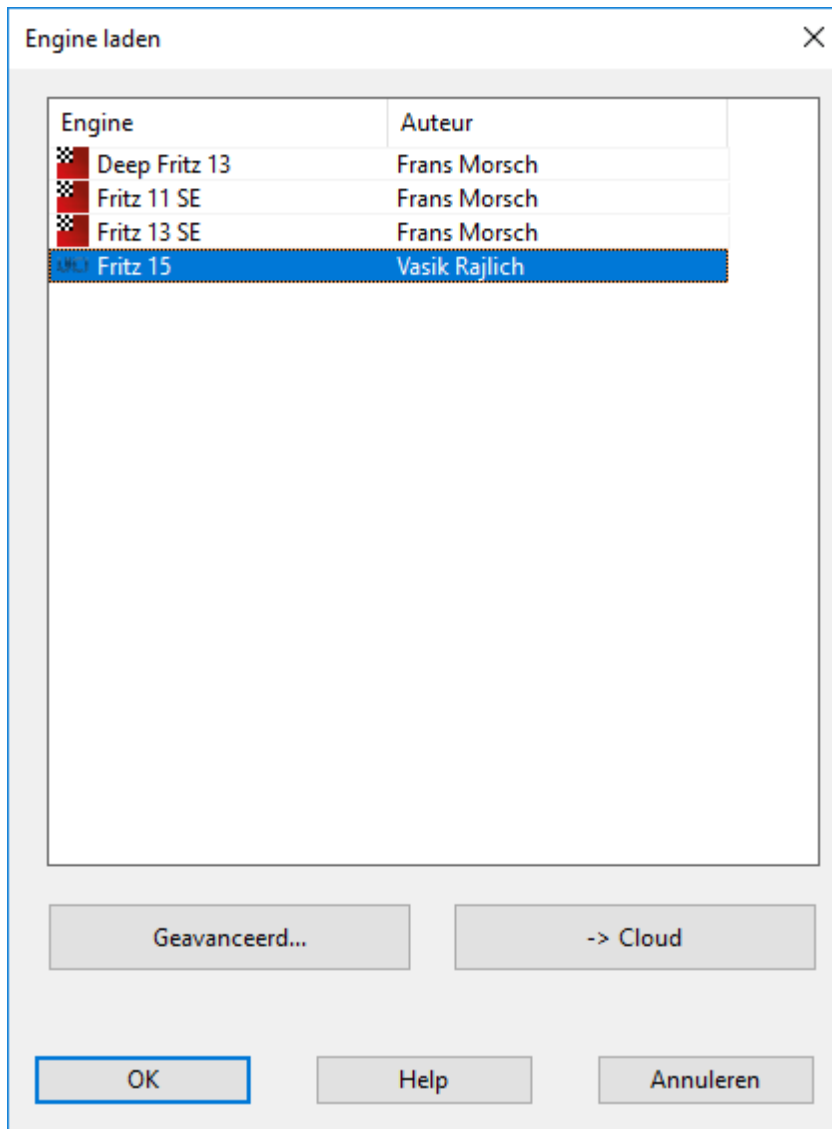 Engine laden
Engine Auteur
Deep Fritz 13 Frans Morsch
Fritz 11 SE Frans Morsch
Fritz 13 SE Frans Morsch
Fritz 15 Vasik Rajlich
Geavanceerd... -> Cloud
OK Help Annuleren